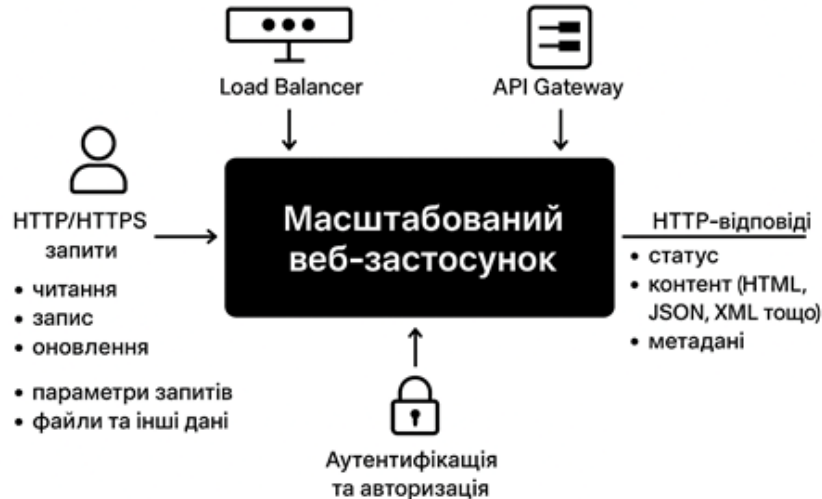 Load Balancer
API Gateway
HTTP/HTTPS
запити
• читання
• запис
• оновлення
• параметри запитів
• файли та інші дані
Масштабований
веб-застосунок
HTTP-відповіді
• статус
• контент (HTML,
JSON, XML тощо)
• метадані
Аутентифікація
та авторизація